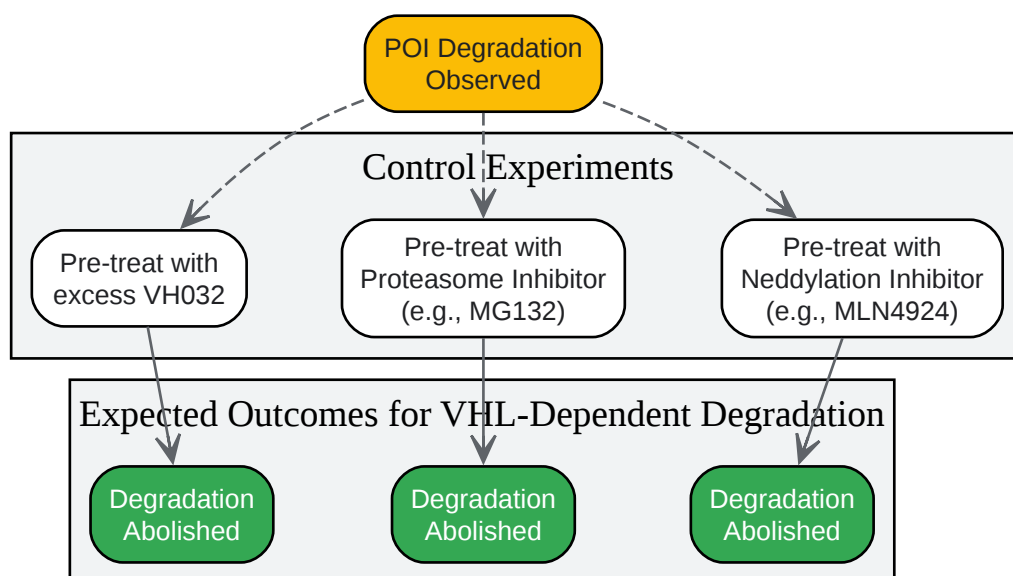 POI Degradation
Observed
Control Experiments
Pre-treat with
excess VH032
Pre-treat with
Proteasome Inhibitor
(e.g., MG132)
Pre-treat with
Neddylation Inhibitor
(e.g., MLN4924)
Expected Outcomes for VHL-Dependent Degradation
Degradation
Abolished
Degradation
Abolished
Degradation
Abolished